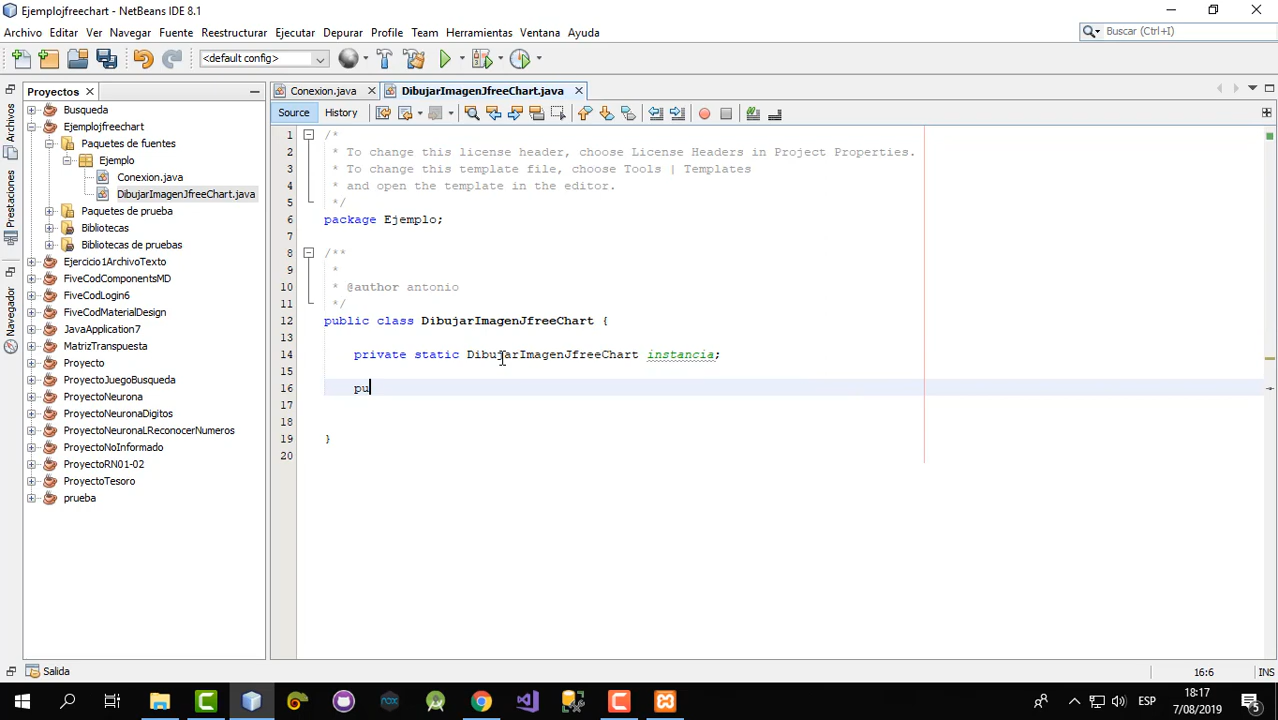 Ejemplojfreechart - NetBeans IDE 8.1
Archivo Editar Ver Navegar Fuente Reestructurar Ejecutar Depurar Profile Team Herramientas Ventana Ayuda
Buscar (Ctrl+I)
<default config>
Proyectos
Conexion.java
DibujarImagenJfreeChart.java
Source
History
Archivos
Prestaciones
Navegador
Busqueda
Ejemplojfreechart
Paquetes de fuentes
Ejemplo
Conexion.java
DibujarImagenJfreeChart.java
Paquetes de prueba
Bibliotecas
Bibliotecas de pruebas
Ejercicio1ArchivoTexto
FiveCodComponentsMD
FiveCodLogin6
FiveCodMaterialDesign
JavaApplication7
MatrizTranspuesta
Proyecto
ProyectoJuegoBusqueda
ProyectoNeurona
ProyectoNeuronaDigitos
ProyectoNeuronaLReconocerNumeros
ProyectoNoInformado
ProyectoRN01-02
ProyectoTesoro
prueba
1 /*
2 * To change this license header, choose License Headers in Project Properties.
3 * To change this template file, choose Tools | Templates
4 * and open the template in the editor.
5 */
6 package Ejemplo;
7
8 /**
9 *
10 * @author antonio
11 */
12 public class DibujarImagenJfreeChart {
13
14 private static DibujarImagenJfreeChart instancia;
15
16 pu
17
18
19 }
20
Salida
16:6
INS
nox
ESP
18:17
7/08/2019
5